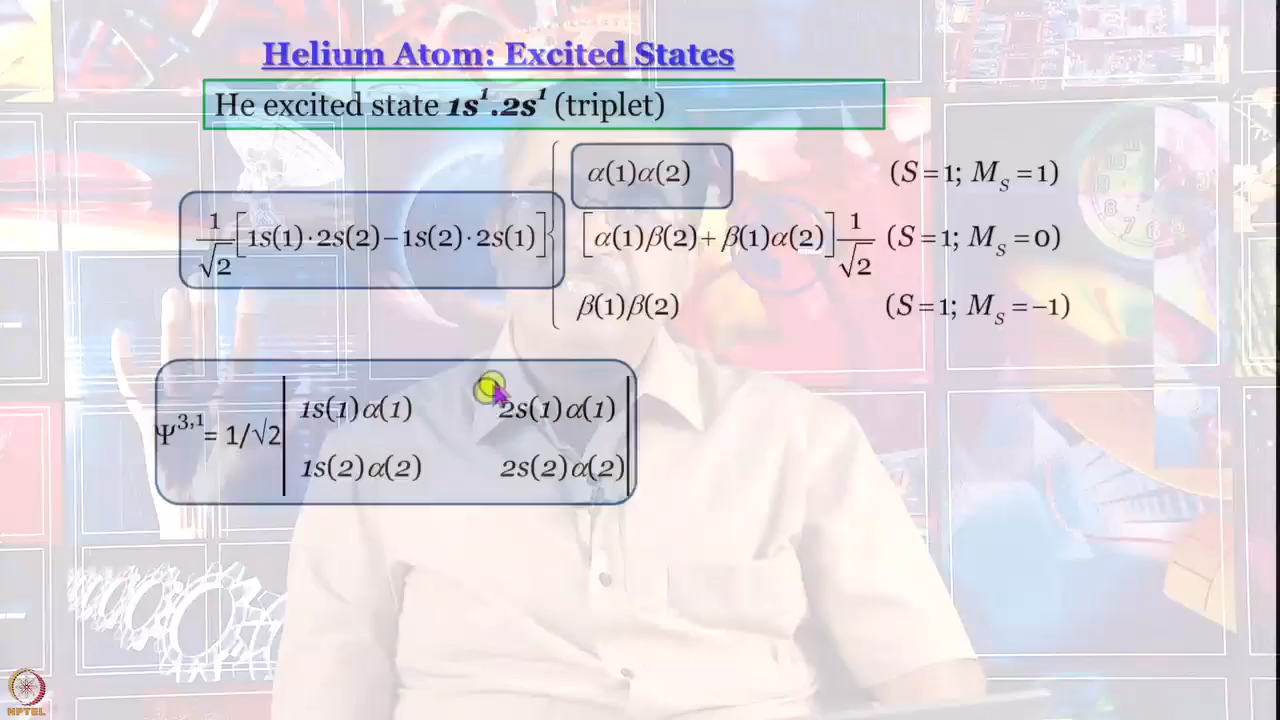 Helium Atom: Excited States
He excited state 1s¹.2s¹ (triplet)
α(1)α(2) (S=1; M_S=1)
1/√2 [1s(1)·2s(2)−1s(2)·2s(1)] { [α(1)β(2)+β(1)α(2)] 1/√2 (S=1; M_S=0)
β(1)β(2) (S=1; M_S=−1)
1s(1)α(1) 2s(1)α(1)
Ψ³,¹= 1/√2
1s(2)α(2) 2s(2)α(2)
NPTEL